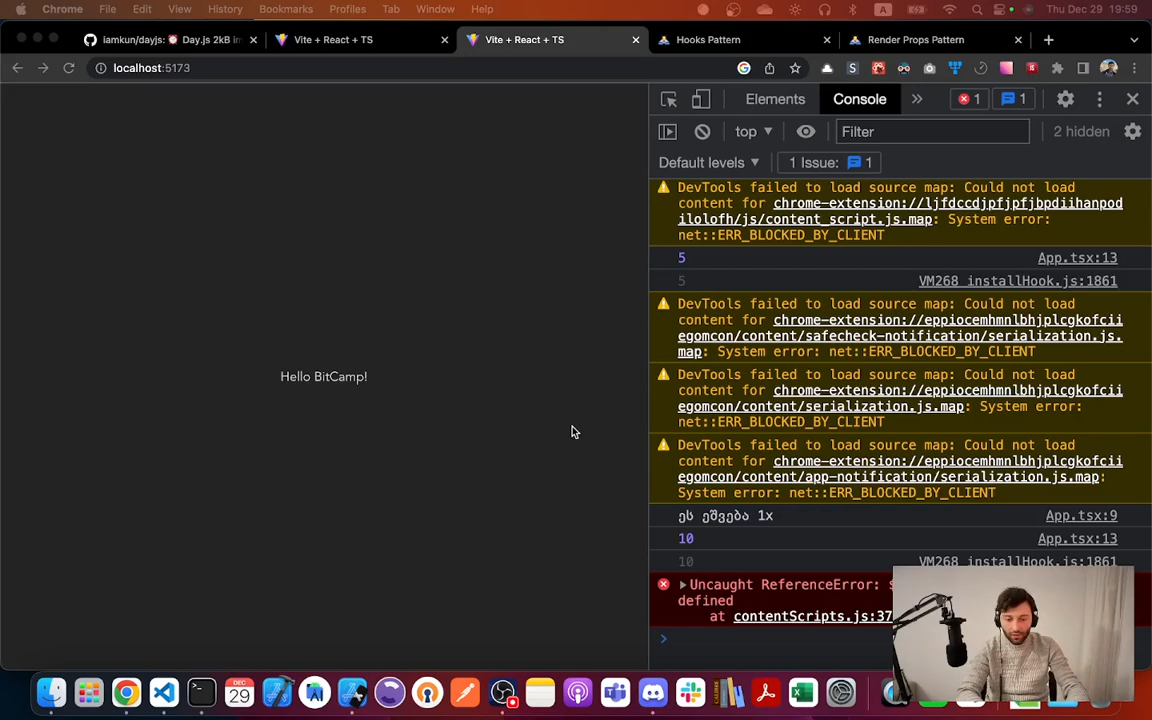 Chrome File Edit View History Bookmarks Profiles Tab Window Help
A
Thu Dec 29 19:59
iamkun/dayjs: ⏰ Day.js 2kB im
Vite + React + TS
Vite + React + TS
Hooks Pattern
Render Props Pattern
localhost:5173
Elements Console » 1 1
top Filter 2 hidden
Default levels 1 Issue: 1
Hello BitCamp!
DevTools failed to load source map: Could not load
content for chrome-extension://ljfdccdjpfjpfjbpdiihanpod
ilolofh/js/content_script.js.map: System error:
net::ERR_BLOCKED_BY_CLIENT
5 App.tsx:13
5 VM268 installHook.js:1861
DevTools failed to load source map: Could not load
content for chrome-extension://eppiocemhmnlbhjplcgkofcii
egomcon/content/safecheck-notification/serialization.js.
map: System error: net::ERR_BLOCKED_BY_CLIENT
DevTools failed to load source map: Could not load
content for chrome-extension://eppiocemhmnlbhjplcgkofcii
egomcon/content/serialization.js.map: System error:
net::ERR_BLOCKED_BY_CLIENT
DevTools failed to load source map: Could not load
content for chrome-extension://eppiocemhmnlbhjplcgkofcii
egomcon/content/app-notification/serialization.js.map:
System error: net::ERR_BLOCKED_BY_CLIENT
ეს ეშვება 1x App.tsx:9
10 App.tsx:13
10 VM268 installHook.js:1861
Uncaught ReferenceError:
defined
at contentScripts.js:37
DEC
29